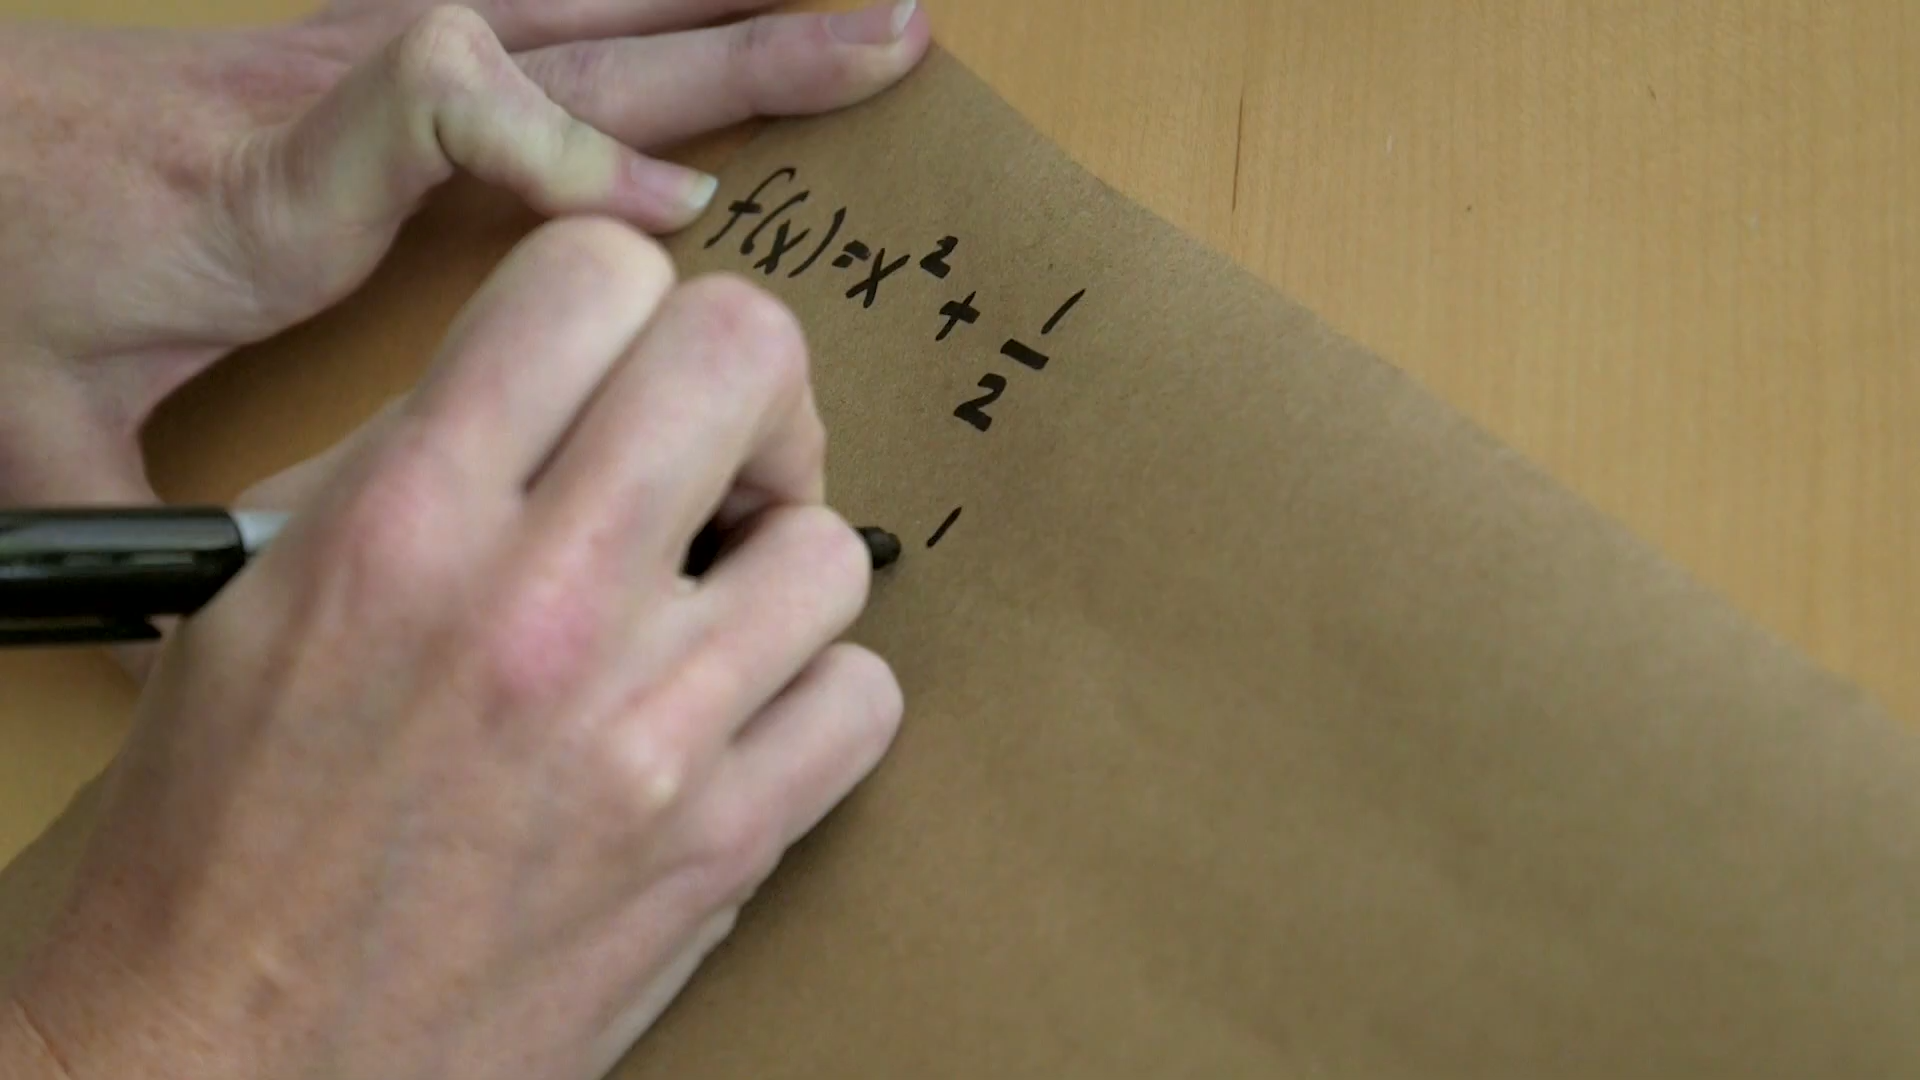 f(x)=x² + 1/2
1